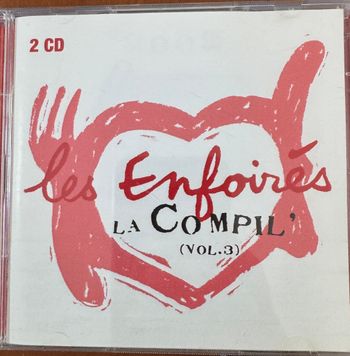 2 CD
les Enfoirés
LA COMPIL'
(VOL.3)